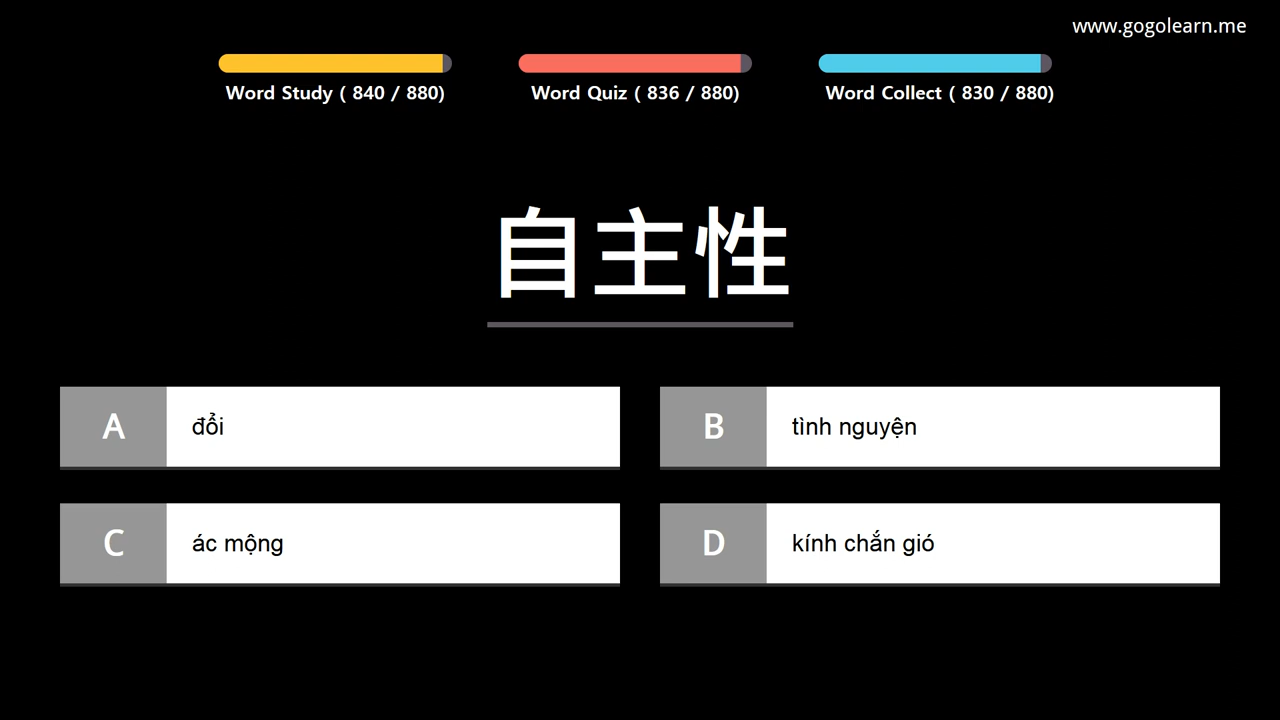 www.gogolearn.me
Word Study ( 840 / 880)
Word Quiz ( 836 / 880)
Word Collect ( 830 / 880)
自主性
A
đổi
B
tình nguyện
C
ác mộng
D
kính chắn gió